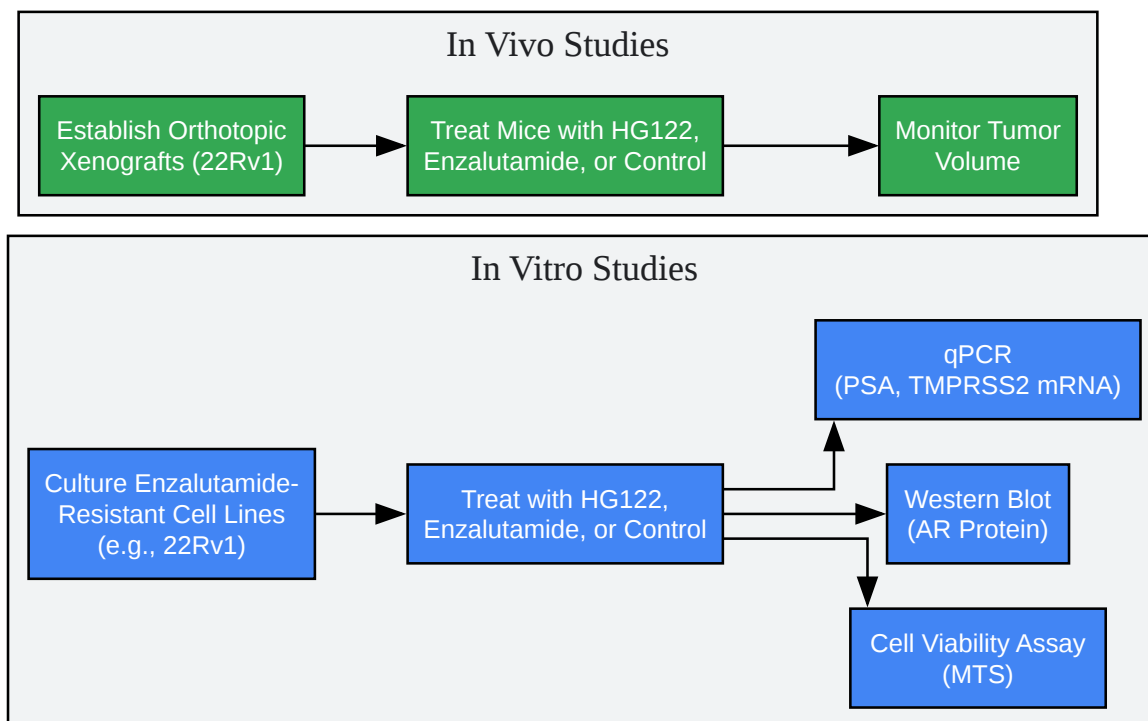 In Vivo Studies
Establish Orthotopic
Xenografts (22Rv1)
Treat Mice with HG122,
Enzalutamide, or Control
Monitor Tumor
Volume
In Vitro Studies
Culture Enzalutamide-
Resistant Cell Lines
(e.g., 22Rv1)
Treat with HG122,
Enzalutamide, or Control
qPCR
(PSA, TMPRSS2 mRNA)
Western Blot
(AR Protein)
Cell Viability Assay
(MTS)